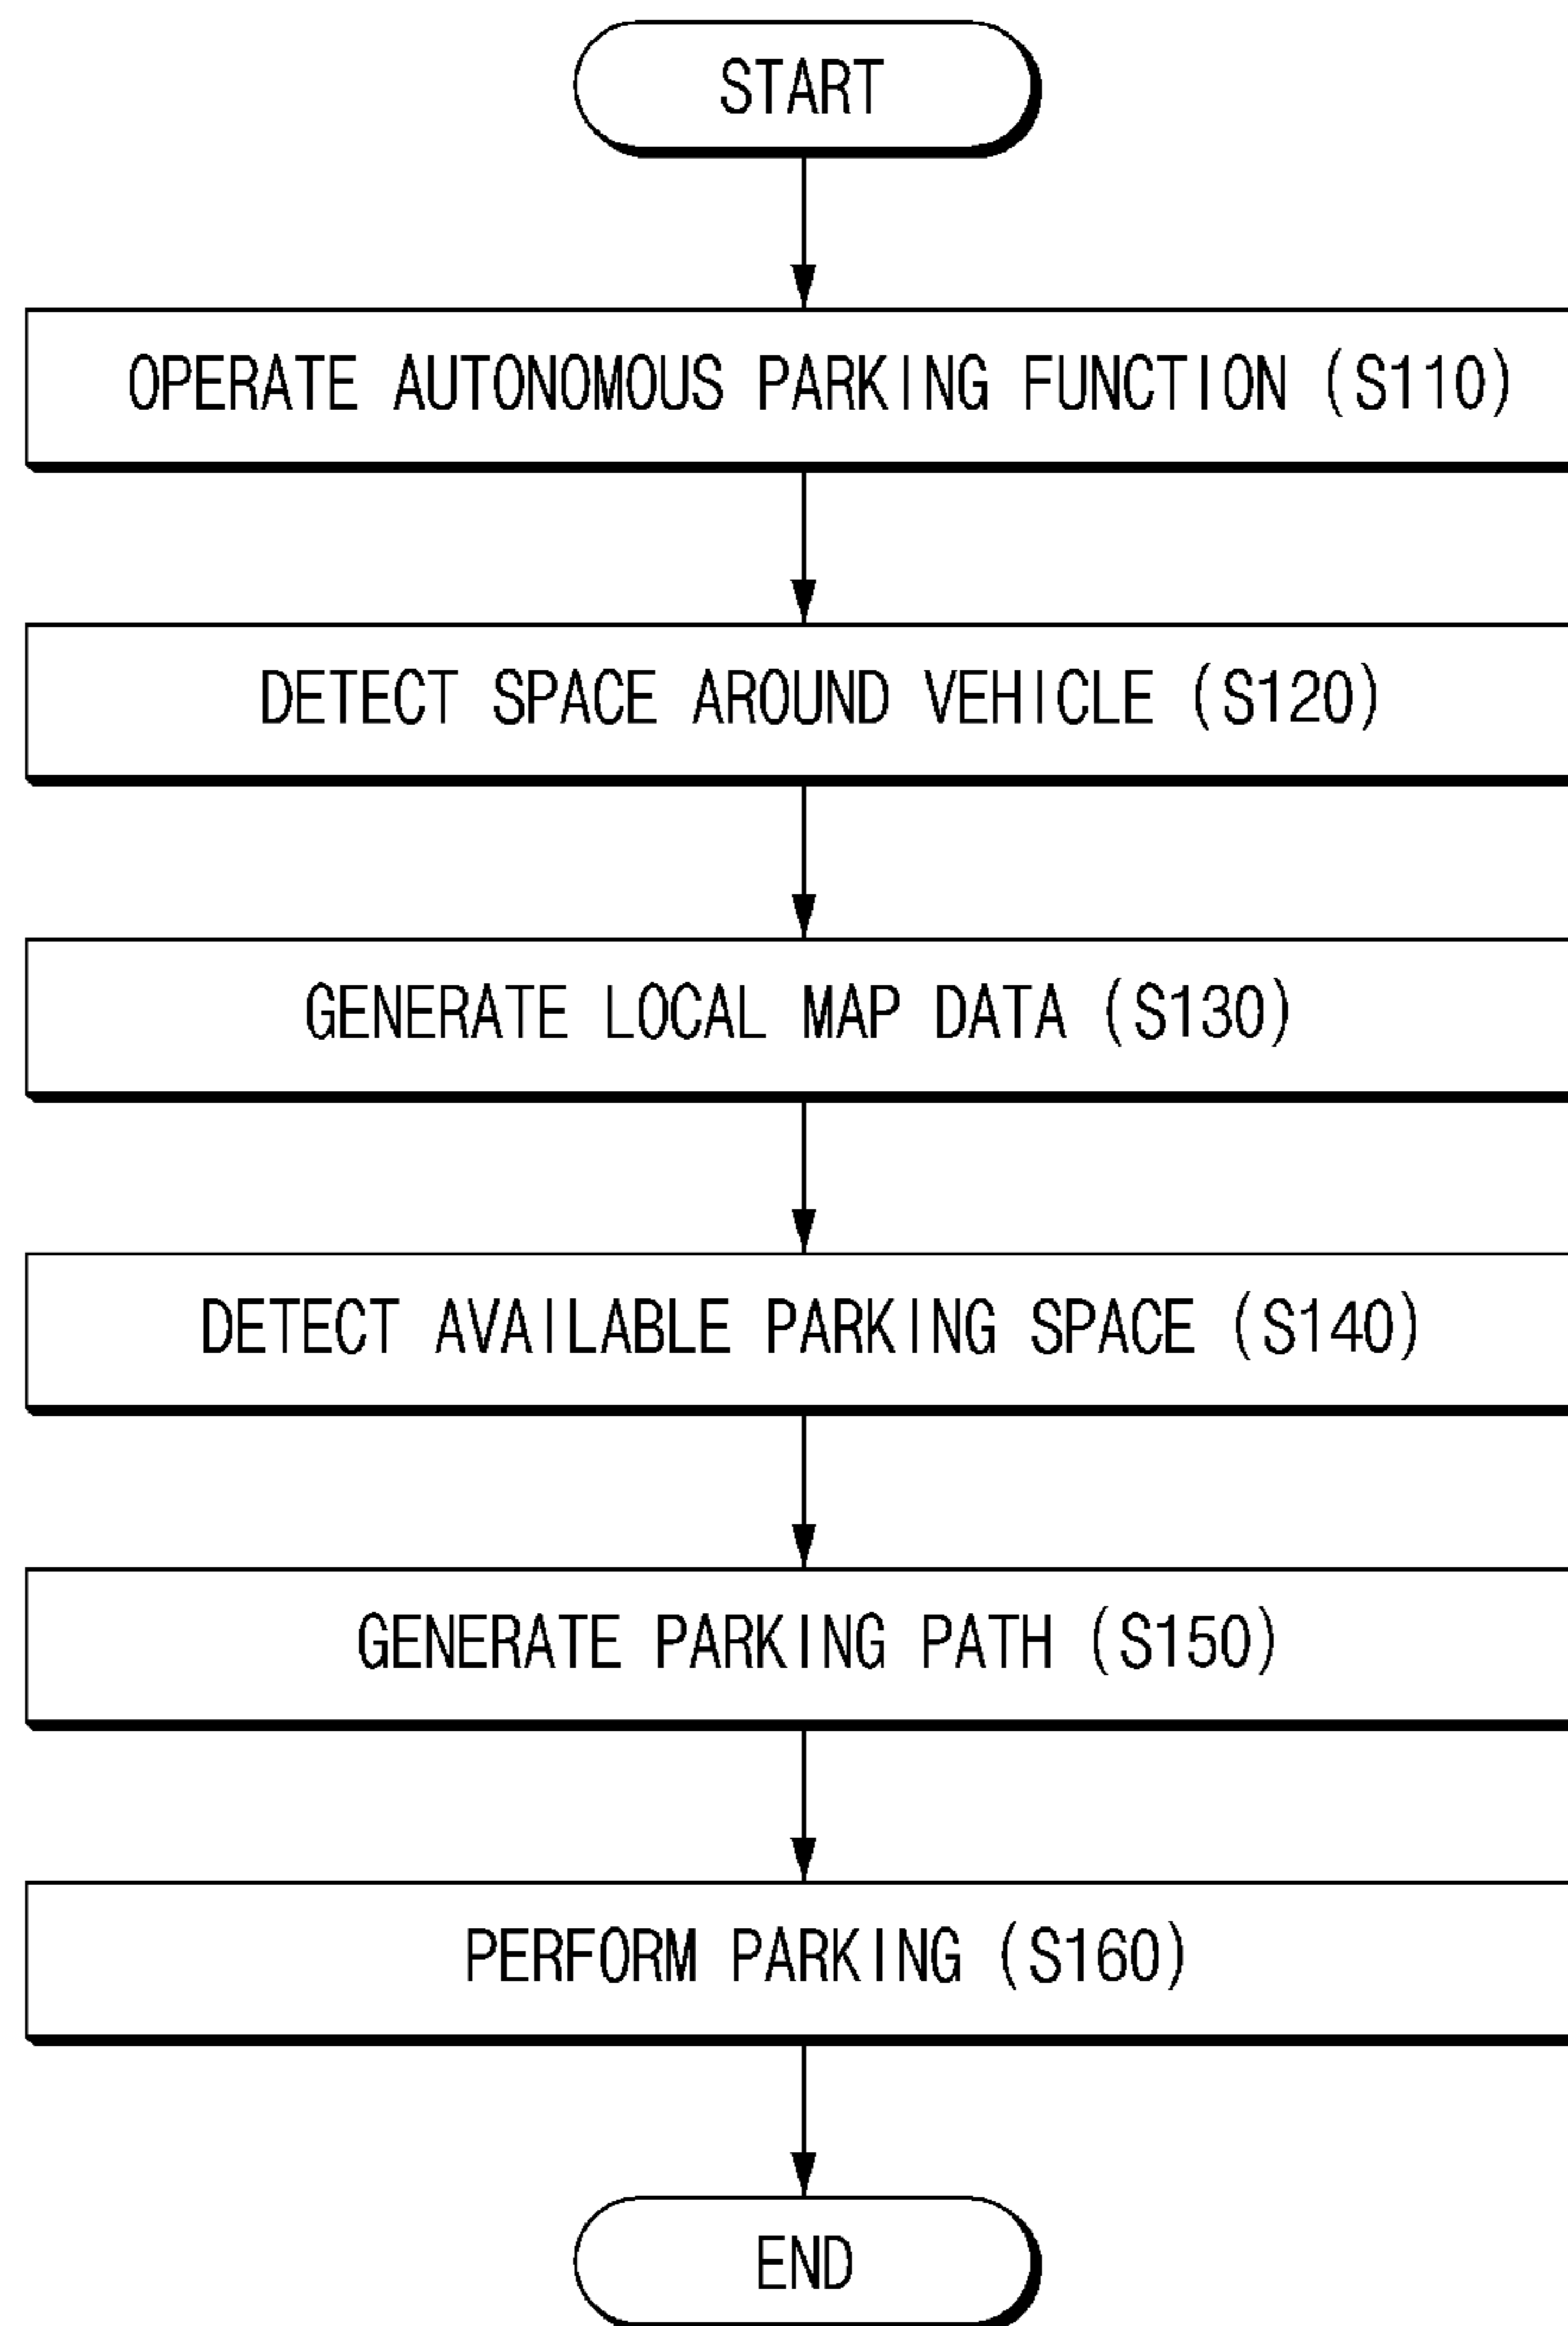 START
OPERATE AUTONOMOUS PARKING FUNCTION (S110)
DETECT SPACE AROUND VEHICLE (S120)
GENERATE LOCAL MAP DATA (S130)
DETECT AVAILABLE PARKING SPACE (S140)
GENERATE PARKING PATH (S150)
PERFORM PARKING (S160)
END